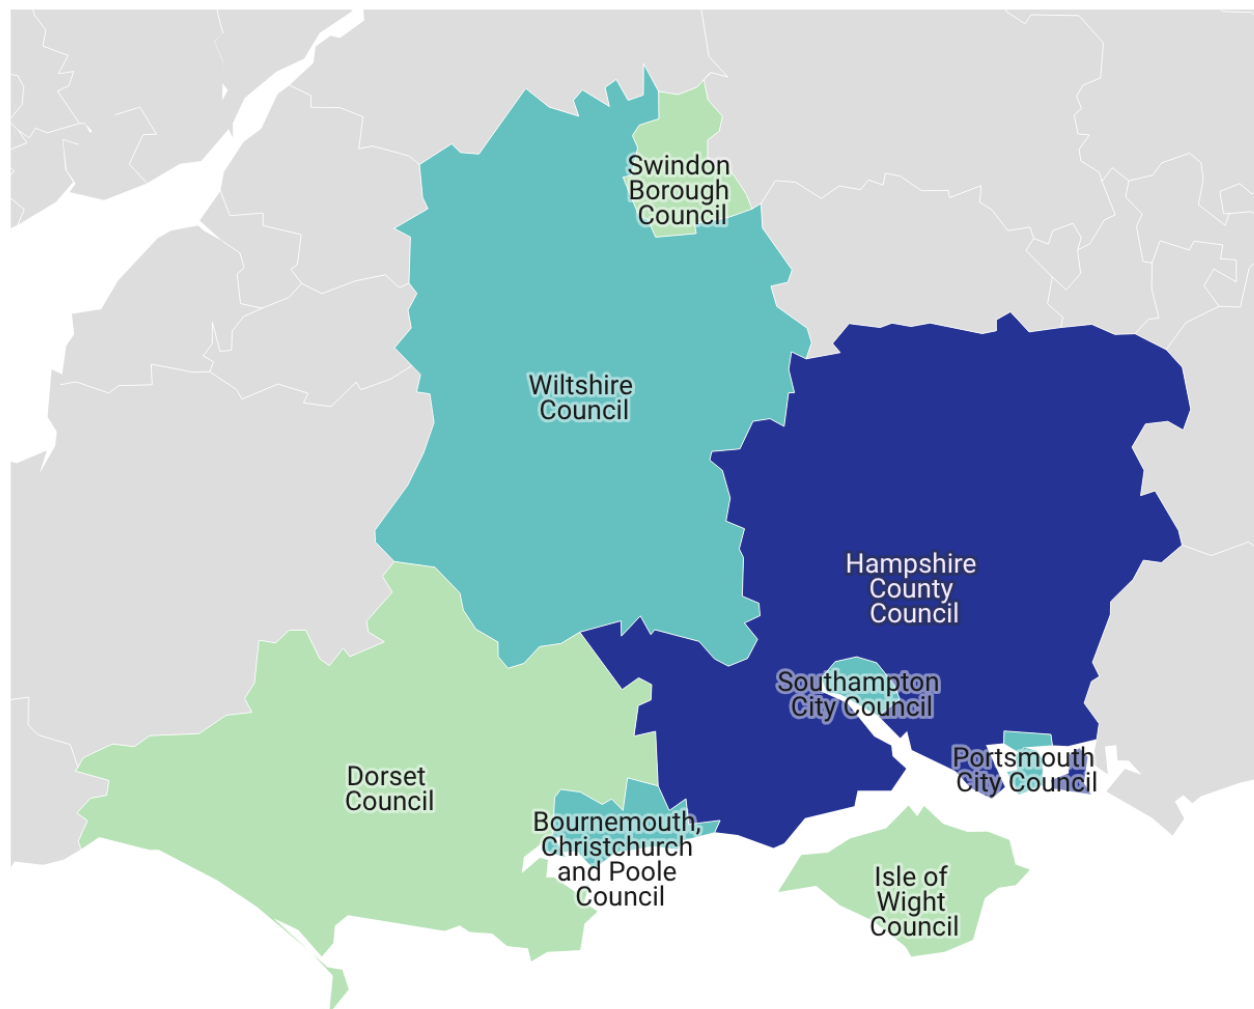 Swindon
Borough
Council
Wiltshire
Council
Hampshire
County
Council
Southampton
City Council
Portsmouth
City Council
Dorset
Council
Bournemouth,
Christchurch
and Poole
Council
Isle of
Wight
Council